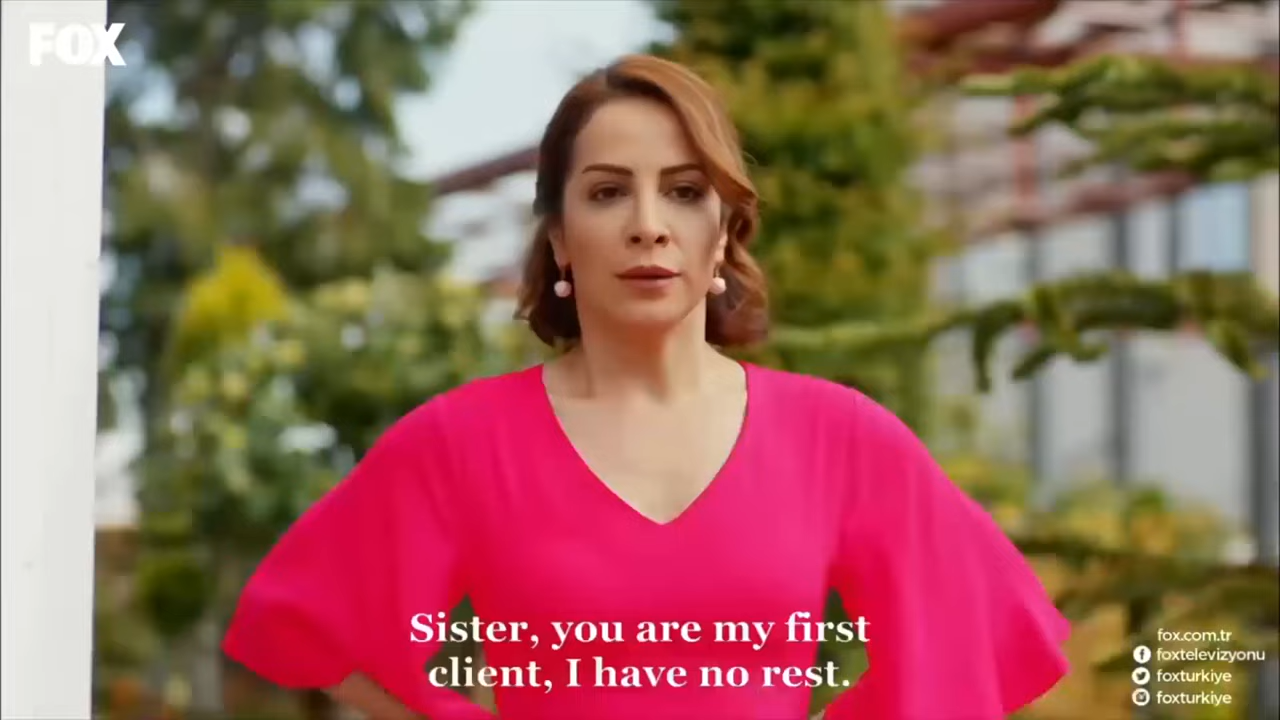 FOX
Sister, you are my first
client, I have no rest.
fox.com.tr
foxtelevizyonu
foxturkiye
foxturkiye